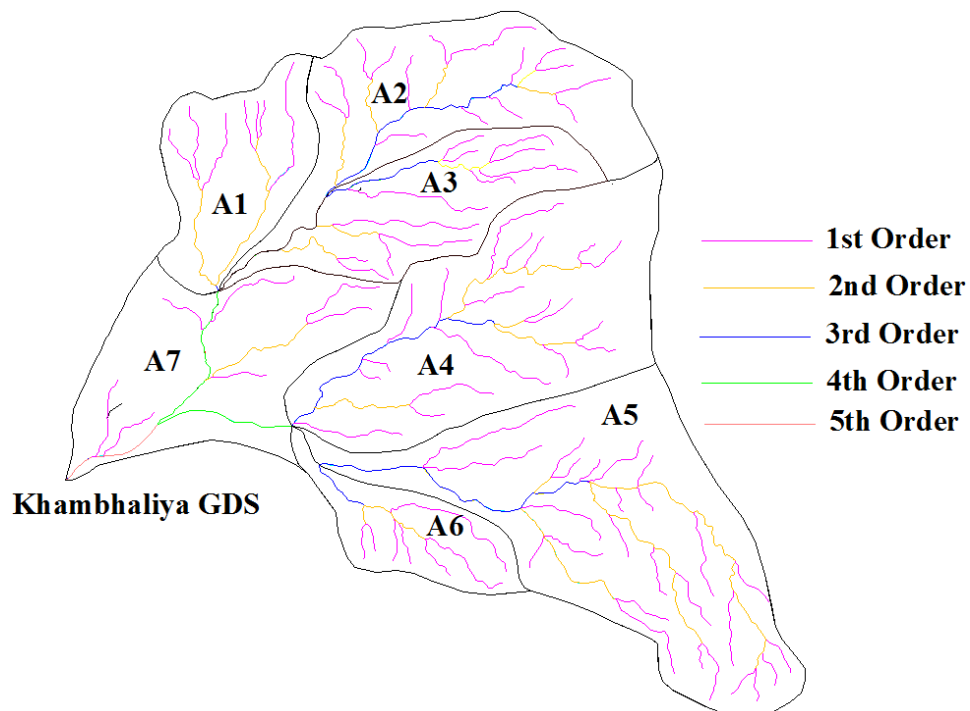 A2
A3
A1
1st Order
2nd Order
3rd Order
A7
A4
4th Order
A5
5th Order
Khambhaliya GDS
A6